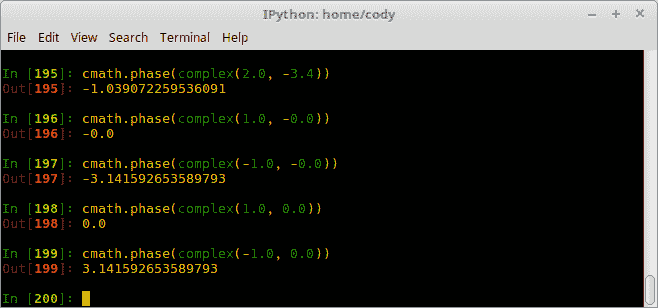 IPython: home/cody
File Edit View Search Terminal Help
In [195]: cmath.phase(complex(2.0, -3.4))
Out[195]: -1.039072259536091
In [196]: cmath.phase(complex(1.0, -0.0))
Out[196]: -0.0
In [197]: cmath.phase(complex(-1.0, -0.0))
Out[197]: -3.141592653589793
In [198]: cmath.phase(complex(1.0, 0.0))
Out[198]: 0.0
In [199]: cmath.phase(complex(-1.0, 0.0))
Out[199]: 3.141592653589793
In [200]: